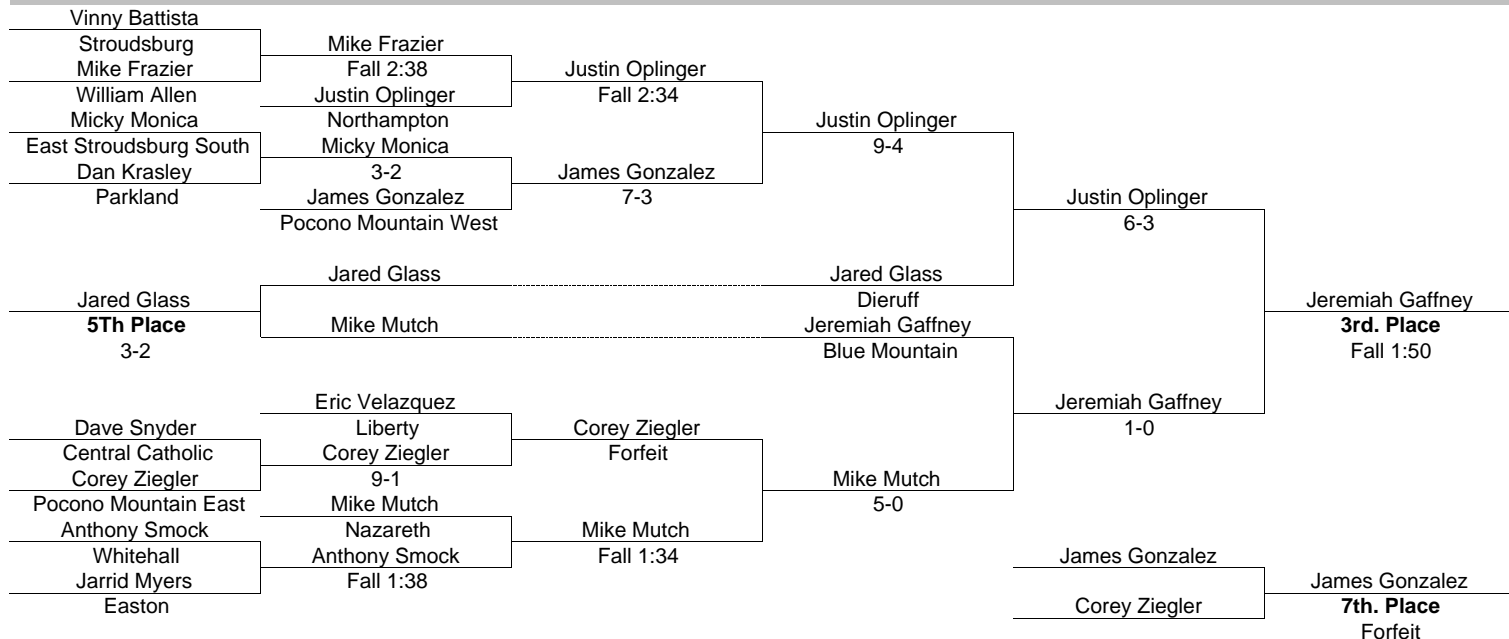 Vinny Battista
Stroudsburg
Mike Frazier
William Allen
Micky Monica
East Stroudsburg South
Dan Krasley
Parkland
Mike Frazier
Fall 2:38
Justin Oplinger
Northampton
Micky Monica
3-2
James Gonzalez
Pocono Mountain West
Justin Oplinger
Fall 2:34
James Gonzalez
7-3
Justin Oplinger
9-4
Justin Oplinger
6-3
Jared Glass
5Th Place
3-2
Jared Glass
Mike Mutch
Jared Glass
Dieruff
Jeremiah Gaffney
Blue Mountain
Jeremiah Gaffney
3rd. Place
Fall 1:50
Dave Snyder
Central Catholic
Corey Ziegler
Pocono Mountain East
Anthony Smock
Whitehall
Jarrid Myers
Easton
Eric Velazquez
Liberty
Corey Ziegler
9-1
Mike Mutch
Nazareth
Anthony Smock
Fall 1:38
Corey Ziegler
Forfeit
Mike Mutch
Fall 1:34
Mike Mutch
5-0
Jeremiah Gaffney
1-0
James Gonzalez
Corey Ziegler
James Gonzalez
7th. Place
Forfeit